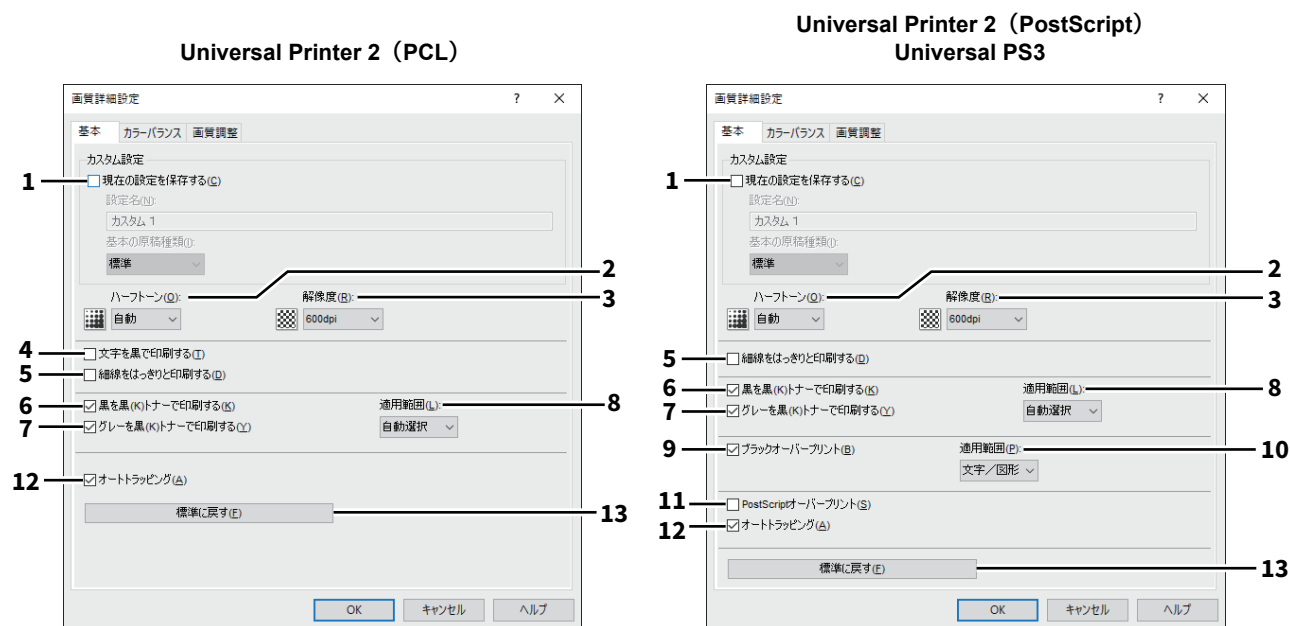 Universal Printer 2（PCL）
画質詳細設定 ? ×
基本 カラーバランス 画質調整
カスタム設定
1 現在の設定を保存する(C)
設定名(N):
カスタム 1
基本の原稿種類(I):
標準
2
ハーフトーン(O): 解像度(R): 3
自動 600dpi
4 文字を黒で印刷する(T)
5 細線をはっきりと印刷する(D)
6 黒を黒(K)トナーで印刷する(K) 適用範囲(L): 8
7 グレーを黒(K)トナーで印刷する(Y) 自動選択
12 オートトラッピング(A)
標準に戻す(F) 13
OK キャンセル ヘルプ
Universal Printer 2（PostScript）
Universal PS3
画質詳細設定 ? ×
基本 カラーバランス 画質調整
カスタム設定
1 現在の設定を保存する(C)
設定名(N):
カスタム 1
基本の原稿種類(I):
標準
2
ハーフトーン(O): 解像度(R): 3
自動 600dpi
5 細線をはっきりと印刷する(D)
6 黒を黒(K)トナーで印刷する(K) 適用範囲(L): 8
7 グレーを黒(K)トナーで印刷する(Y) 自動選択
9 ブラックオーバープリント(B) 適用範囲(P): 10
文字／図形
11 PostScriptオーバープリント(S)
12 オートトラッピング(A)
標準に戻す(F) 13
OK キャンセル ヘルプ